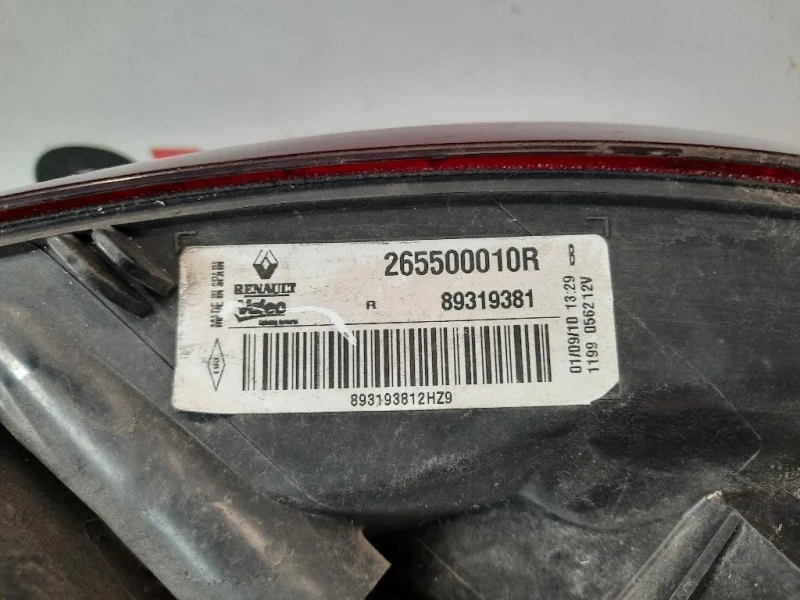 MADE IN SPAIN
RENAULT
Valeo
R
265500010R
89319381
893193812HZ9
B
01/09/10 13:29
1199 056212V